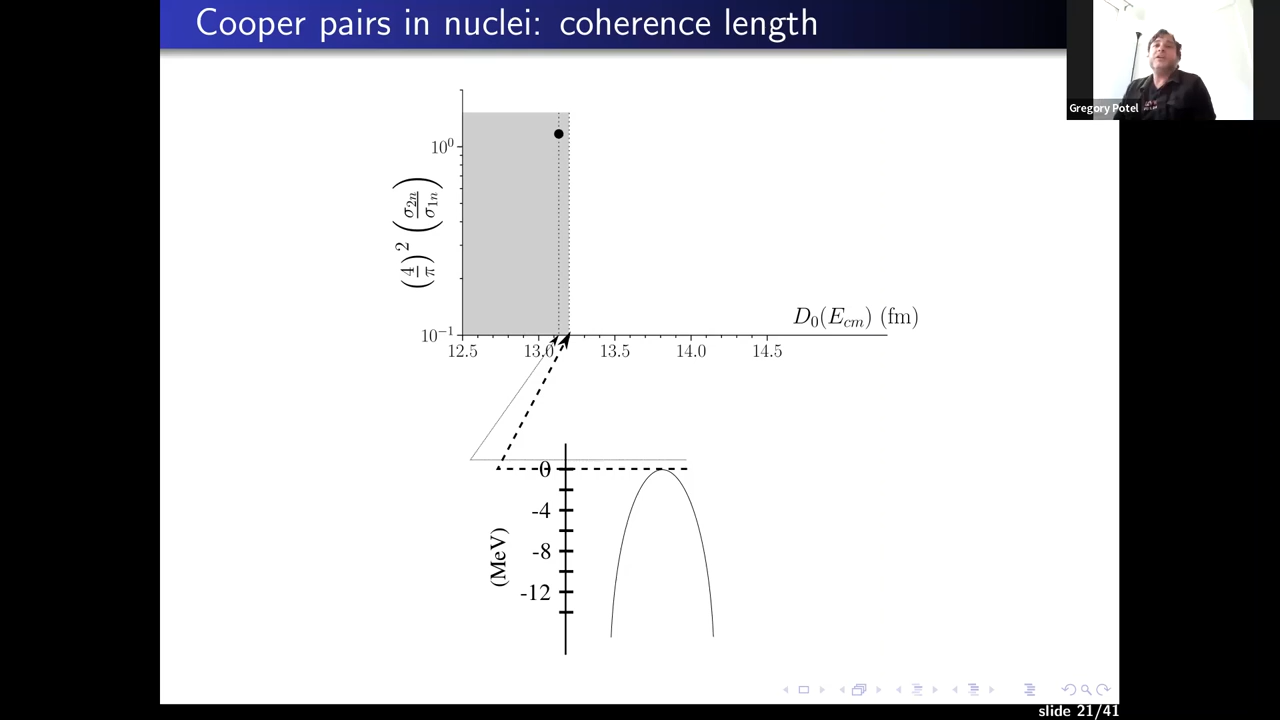 Cooper pairs in nuclei: coherence length
Gregory Potel
10⁰
(4/π)² (σ₂ₙ/σ₁ₙ)
10⁻¹
D₀(E_cm) (fm)
12.5 13.0 13.5 14.0 14.5
0
-4
-8
-12
(MeV)
slide 21/41